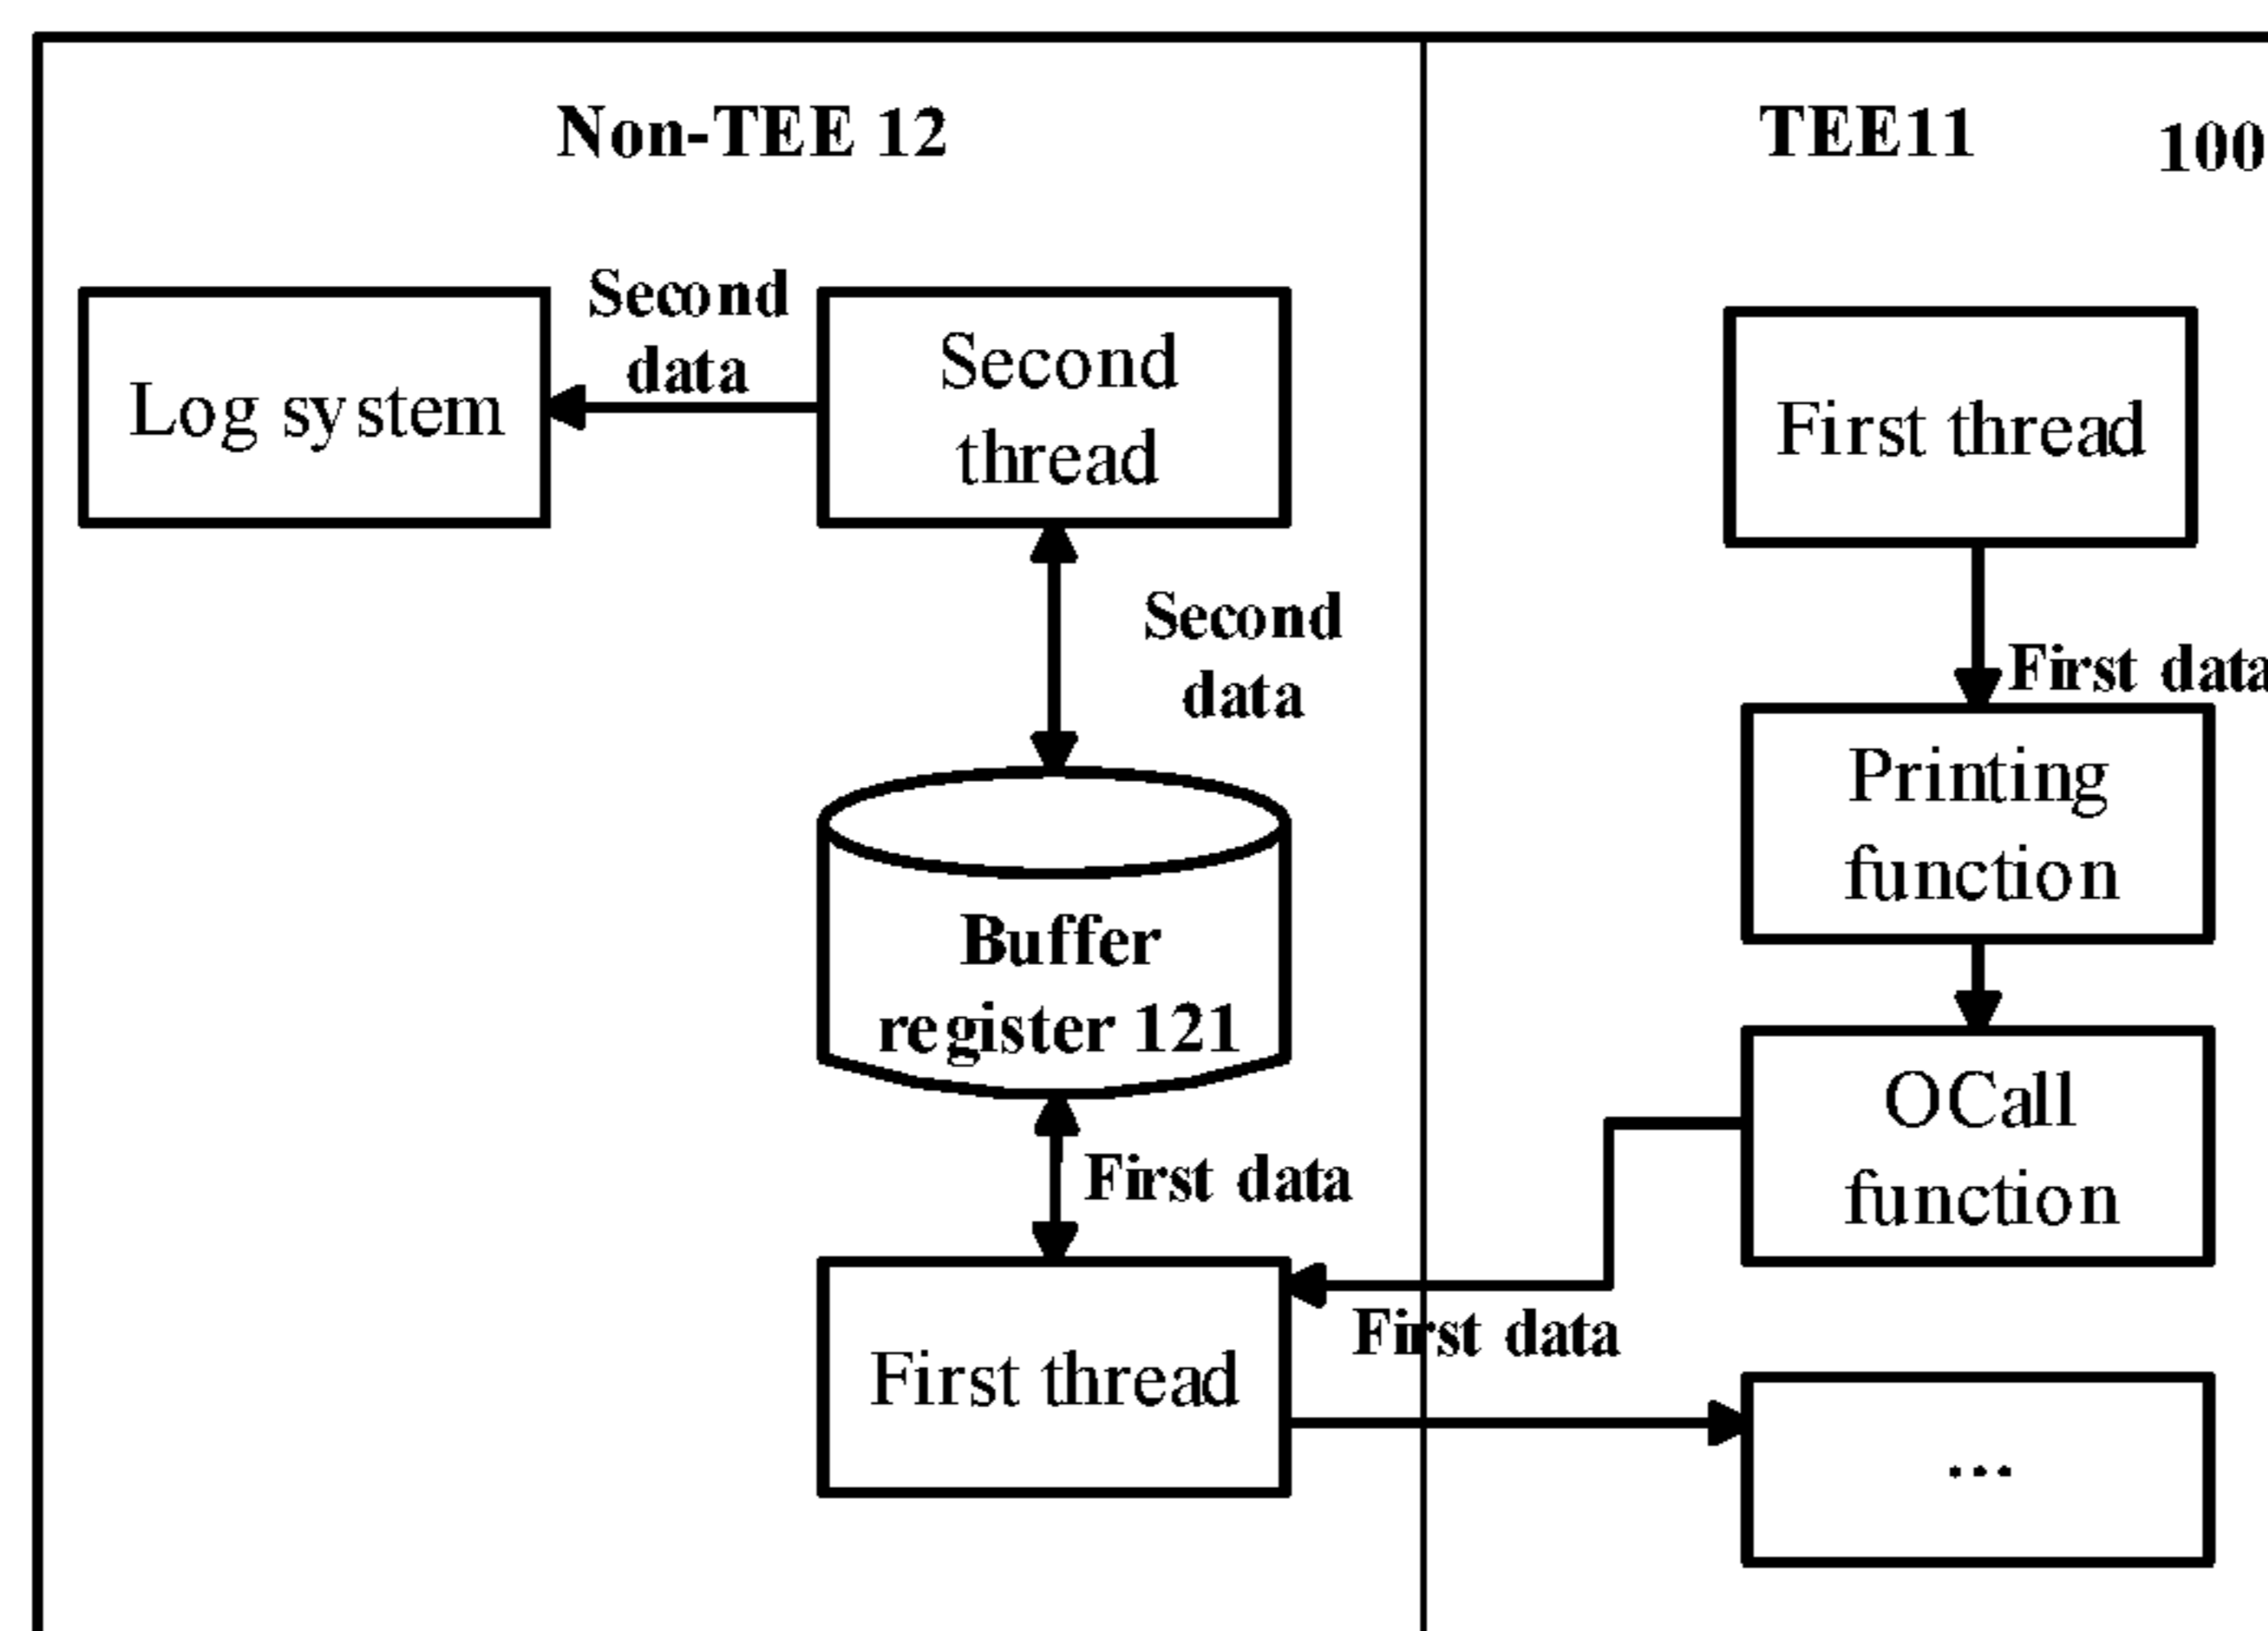 Non-TEE 12
TEE11
100
Second
data
Log system
Second
thread
First thread
Second
data
First data
Printing
function
Buffer
register 121
OCall
function
First data
First data
First thread
...